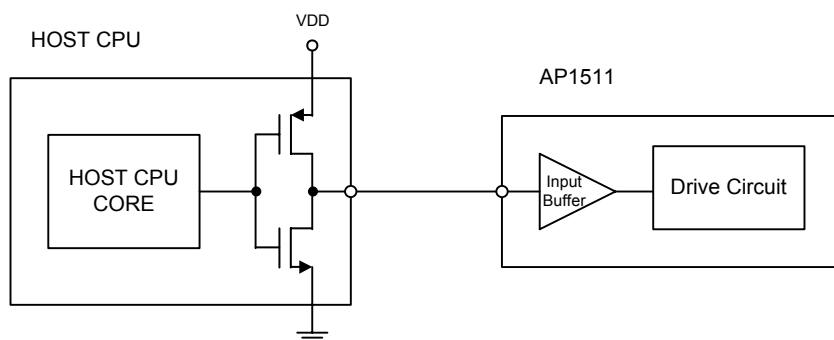 VDD
HOST CPU
AP1511
HOST CPU
CORE
Input
Buffer
Drive Circuit